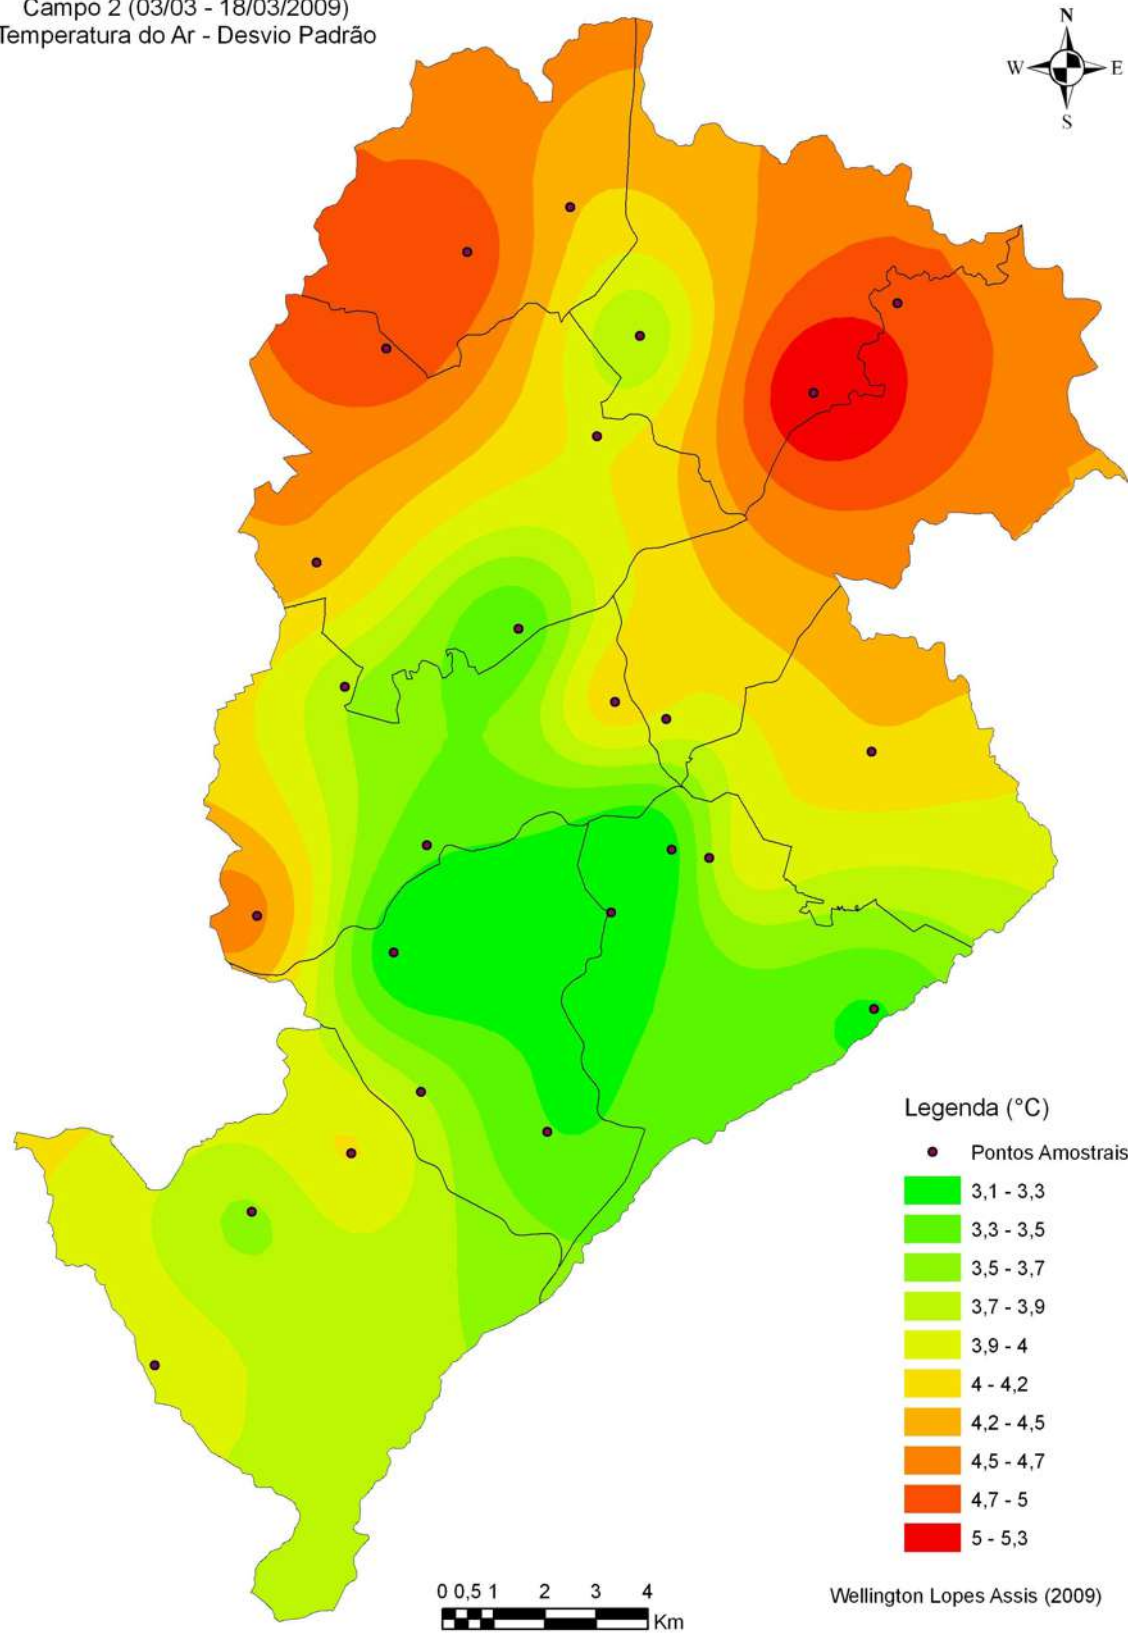 Campo 2 (03/03 - 18/03/2009)
Temperatura do Ar - Desvio Padrão
N
W E
S
Legenda (°C)
Pontos Amostrais
3,1 - 3,3
3,3 - 3,5
3,5 - 3,7
3,7 - 3,9
3,9 - 4
4 - 4,2
4,2 - 4,5
4,5 - 4,7
4,7 - 5
5 - 5,3
0 0,5 1 2 3 4
Km
Wellington Lopes Assis (2009)